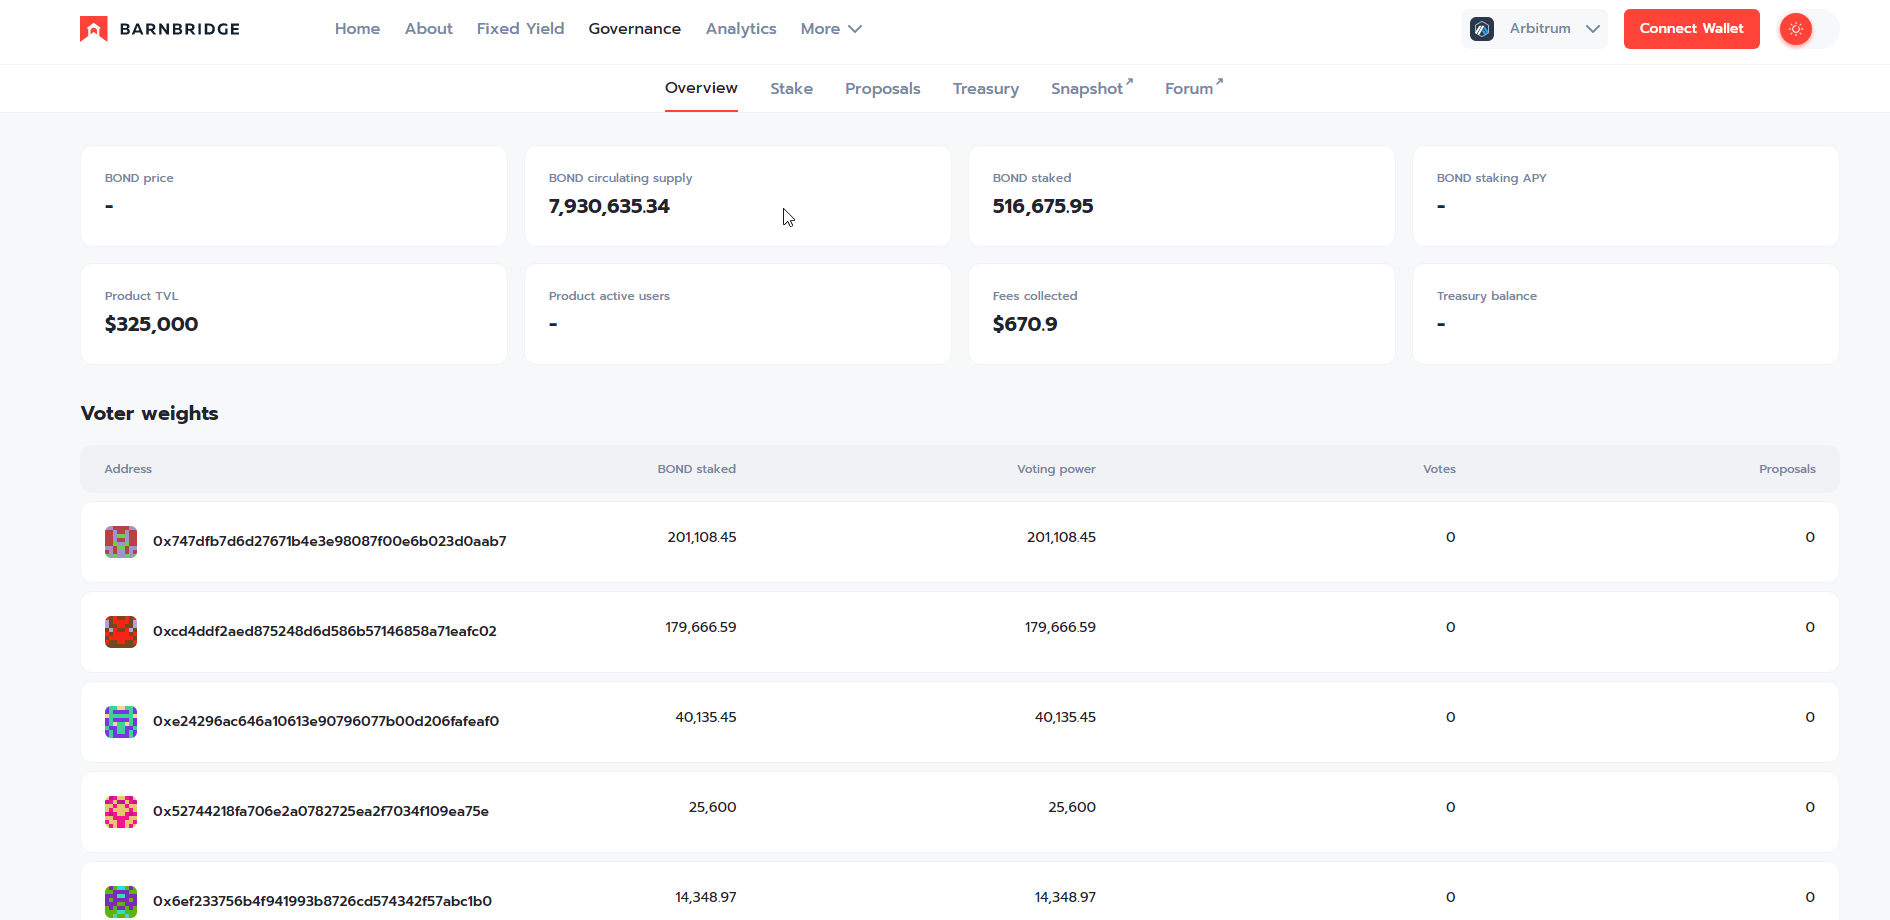 BARNBRIDGE Home About Fixed Yield Governance Analytics More Arbitrum Connect Wallet
Overview Stake Proposals Treasury Snapshot↗ Forum↗
BOND price BOND circulating supply BOND staked BOND staking APY
- 7,930,635.34 516,675.95 -
Product TVL Product active users Fees collected Treasury balance
$325,000 - $670.9 -
Voter weights
Address BOND staked Voting power Votes Proposals
0x747dfb7d6d27671b4e3e98087f00e6b023d0aab7 201,108.45 201,108.45 0 0
0xcd4ddf2aed875248d6d586b57146858a71eafc02 179,666.59 179,666.59 0 0
0xe24296ac646a10613e90796077b00d206fafeaf0 40,135.45 40,135.45 0 0
0x52744218fa706e2a0782725ea2f7034f109ea75e 25,600 25,600 0 0
0x6ef233756b4f941993b8726cd574342f57abc1b0 14,348.97 14,348.97 0 0